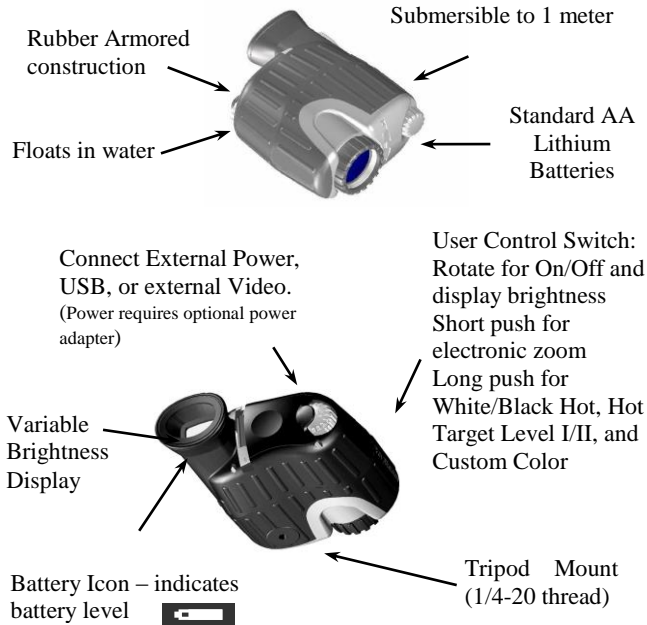 Submersible to 1 meter
Rubber Armored
construction
Floats in water
Standard AA
Lithium
Batteries
Connect External Power,
USB, or external Video.
(Power requires optional power
adapter)
User Control Switch:
Rotate for On/Off and
display brightness
Short push for
electronic zoom
Long push for
White/Black Hot, Hot
Target Level I/II, and
Custom Color
Variable
Brightness
Display
Battery Icon – indicates
battery level
Tripod Mount
(1/4-20 thread)